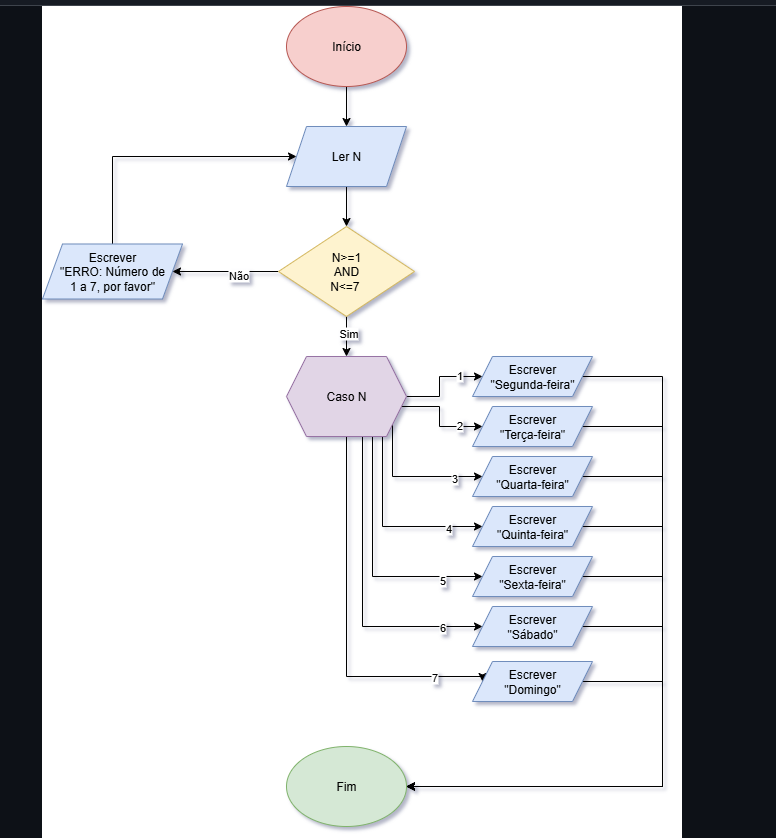 Início
Ler N
N>=1
AND
N<=7
Escrever
"ERRO: Número de
1 a 7, por favor"
Não
Sim
Caso N
1
Escrever
"Segunda-feira"
2
Escrever
"Terça-feira"
3
Escrever
"Quarta-feira"
4
Escrever
"Quinta-feira"
5
Escrever
"Sexta-feira"
6
Escrever
"Sábado"
7
Escrever
"Domingo"
Fim